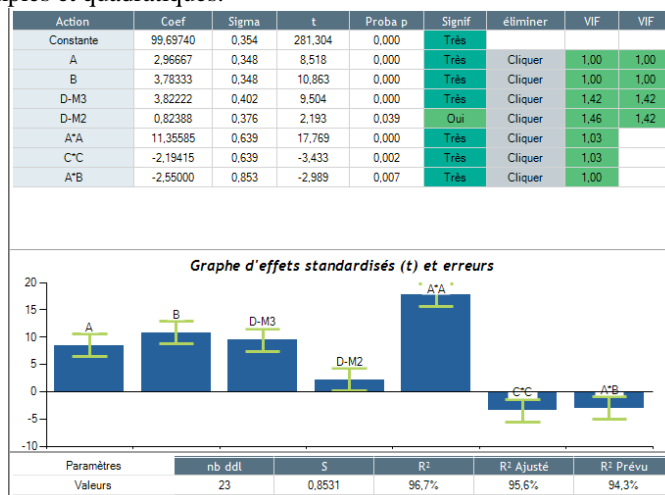 ples et quadratiques.
Action Coef Sigma t Proba p Signif éliminer VIF VIF
Constante 99,69740 0,354 281,304 0,000 Très
A 2,96667 0,348 8,518 0,000 Très Cliquer 1,00 1,00
B 3,78333 0,348 10,863 0,000 Très Cliquer 1,00 1,00
D-M3 3,82222 0,402 9,504 0,000 Très Cliquer 1,42 1,42
D-M2 0,82388 0,376 2,193 0,039 Oui Cliquer 1,46 1,42
A*A 11,35585 0,639 17,769 0,000 Très Cliquer 1,03
C*C -2,19415 0,639 -3,433 0,002 Très Cliquer 1,03
A*B -2,55000 0,853 -2,989 0,007 Très Cliquer 1,00
Graphe d'effets standardisés (t) et erreurs
20
15
10
5
0
-5
-10
A
B
D-M3
D-M2
A*A
C*C
A*B
Paramètres nb ddl S R² R² Ajusté R² Prévu
Valeurs 23 0,8531 96,7% 95,6% 94,3%